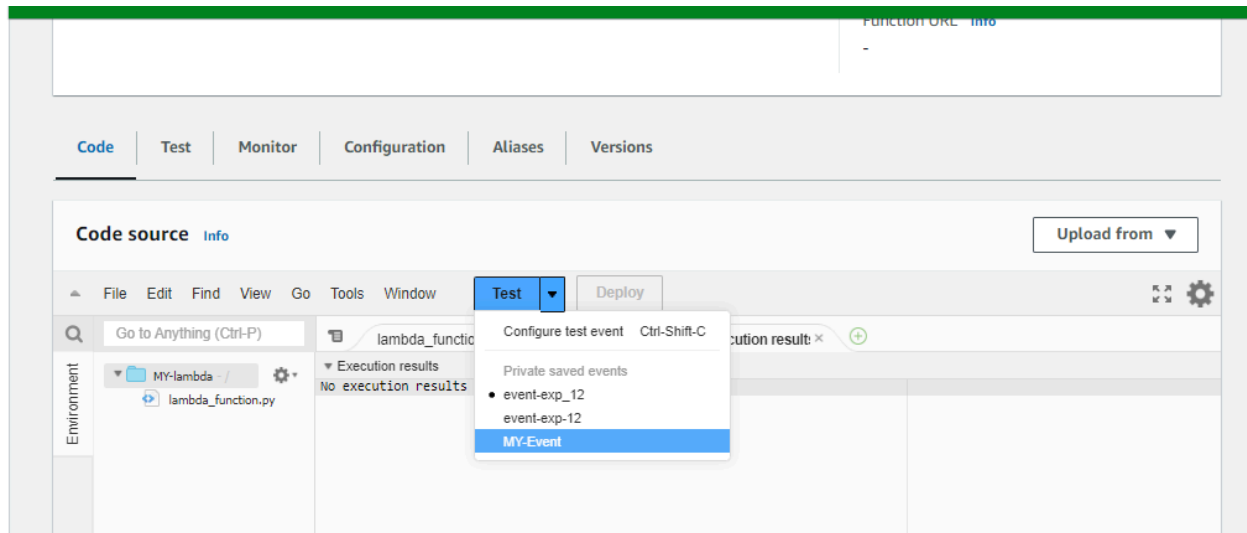 Function URL Info
-
Code Test Monitor Configuration Aliases Versions
Code source Info
Upload from
File Edit Find View Go Tools Window Test Deploy
Go to Anything (Ctrl-P)
lambda_functic
cution result:
Configure test event Ctrl-Shift-C
Environment
MY-lambda - /
lambda_function.py
Execution results
No execution results
Private saved events
event-exp_12
event-exp-12
MY-Event